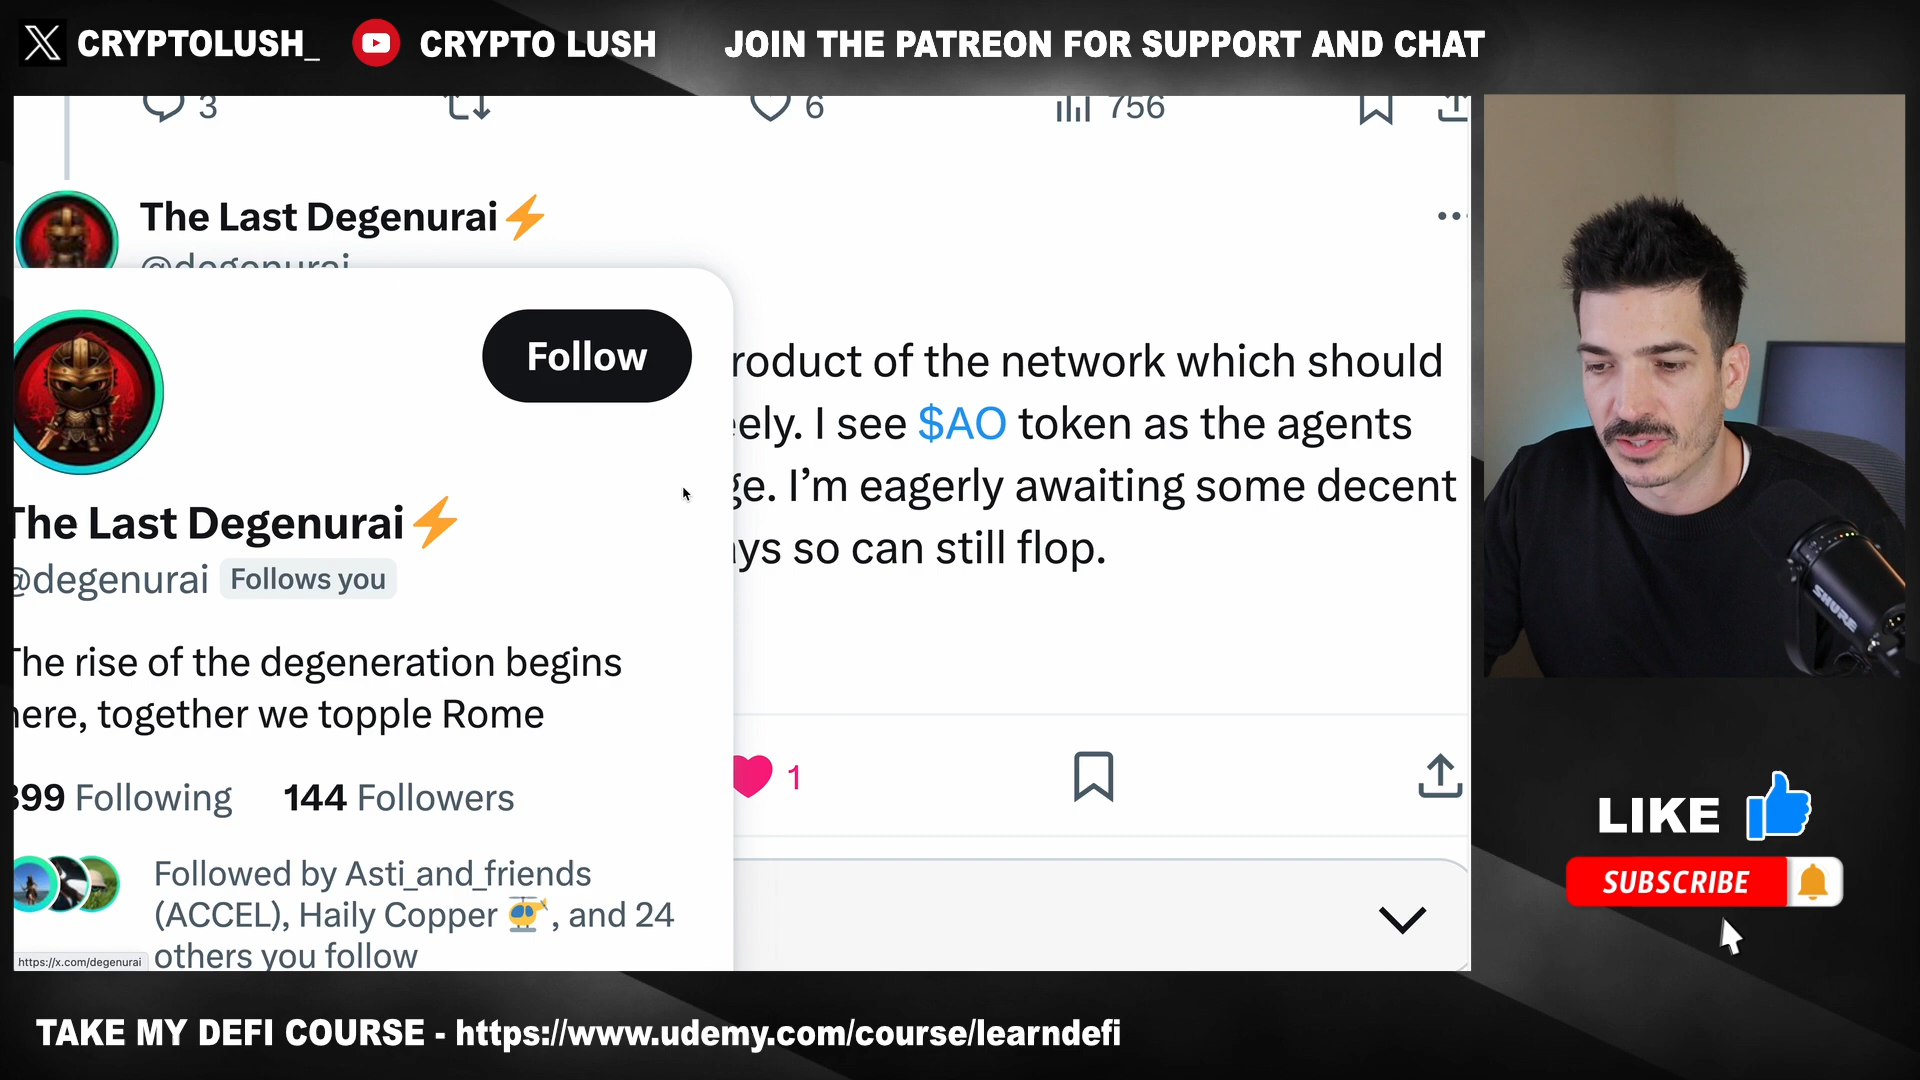 CRYPTOLUSH_ CRYPTO LUSH JOIN THE PATREON FOR SUPPORT AND CHAT
3 6 756
The Last Degenurai⚡
@degenurai
Follow
The Last Degenurai⚡
@degenurai Follows you
The rise of the degeneration begins
here, together we topple Rome
399 Following 144 Followers
Followed by Asti_and_friends
(ACCEL), Haily Copper 🚁, and 24
others you follow
https://x.com/degenurai
roduct of the network which should
ely. I see $AO token as the agents
ge. I’m eagerly awaiting some decent
ays so can still flop.
1
SHURE
LIKE
SUBSCRIBE
TAKE MY DEFI COURSE - https://www.udemy.com/course/learndefi